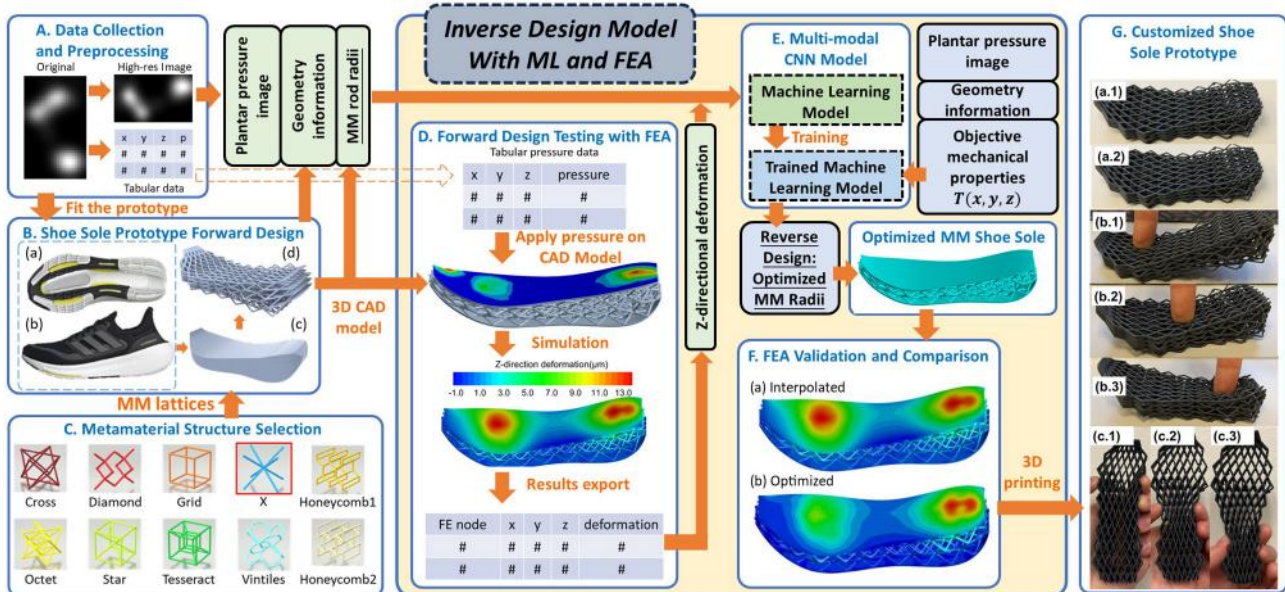 A. Data Collection
and Preprocessing
Original
High-res Image
x y z p
# # # #
# # # #
Tabular data
Fit the prototype
B. Shoe Sole Prototype Forward Design
(a)
(d)
(b)
(c)
MM lattices
C. Metamaterial Structure Selection
Cross
Diamond
Grid
X
Honeycomb1
Octet
Star
Tesseract
Vintiles
Honeycomb2
Plantar pressure
image
Geometry
information
MM rod radii
3D CAD
model
Inverse Design Model
With ML and FEA
D. Forward Design Testing with FEA
Tabular pressure data
x y z pressure
# # # #
# # # #
Apply pressure on
CAD Model
Simulation
Z-direction deformation(μm)
-1.0 1.0 3.0 5.0 7.0 9.0 11.0 13.0
Results export
FE node x y z deformation
# # # # #
# # # # #
Z-directional deformation
E. Multi-modal
CNN Model
Machine Learning
Model
Training
Trained Machine
Learning Model
Plantar pressure
image
Geometry
information
Objective
mechanical
properties
T(x, y, z)
Reverse
Design:
Optimized
MM Radii
Optimized MM Shoe Sole
F. FEA Validation and Comparison
(a) Interpolated
(b) Optimized
3D
printing
G. Customized Shoe
Sole Prototype
(a.1)
(a.2)
(b.1)
(b.2)
(b.3)
(c.1)
(c.2)
(c.3)